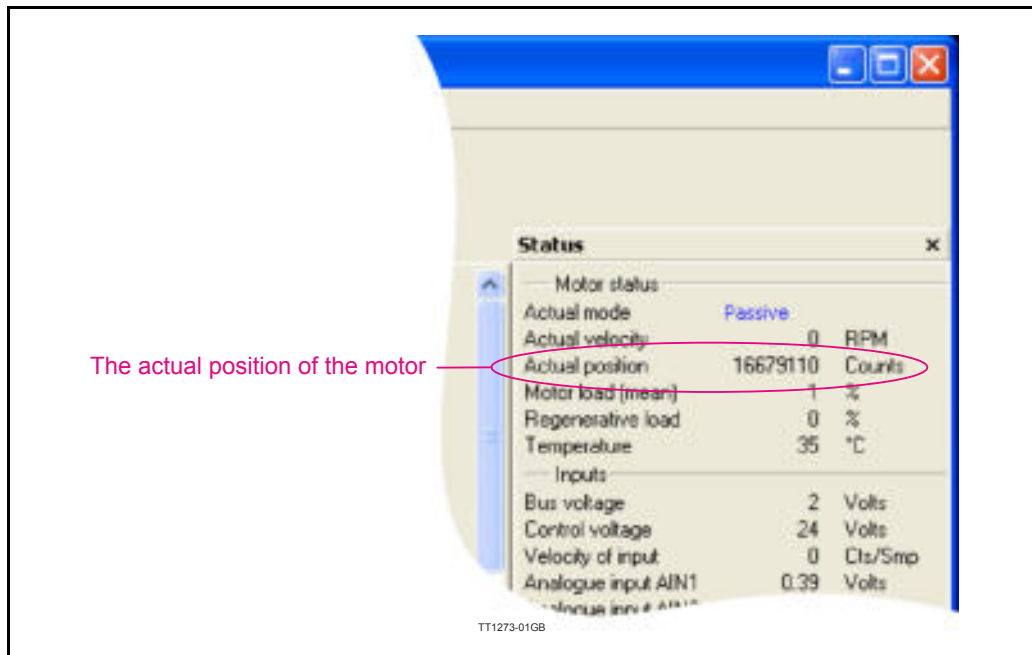 Status ×
Motor status
Actual mode Passive
Actual velocity 0 RPM
The actual position of the motor
Actual position 16679110 Counts
Motor load (mean) 1 %
Regenerative load 0 %
Temperature 35 °C
Inputs
Bus voltage 2 Volts
Control voltage 24 Volts
Velocity of input 0 Cts/Smp
Analogue input AIN1 0.39 Volts
Analogue input
TT1273-01GB